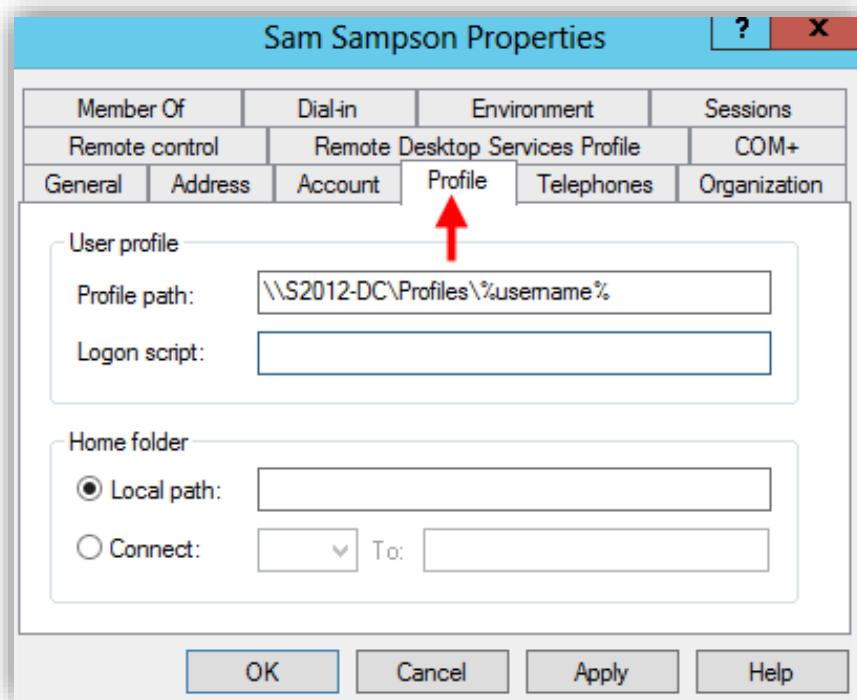 Sam Sampson Properties
?
x
Member Of Dial-in Environment Sessions
Remote control Remote Desktop Services Profile COM+
General Address Account Profile Telephones Organization
User profile
Profile path: \\S2012-DC\Profiles\%username%
Logon script:
Home folder
Local path:
Connect: To:
OK Cancel Apply Help